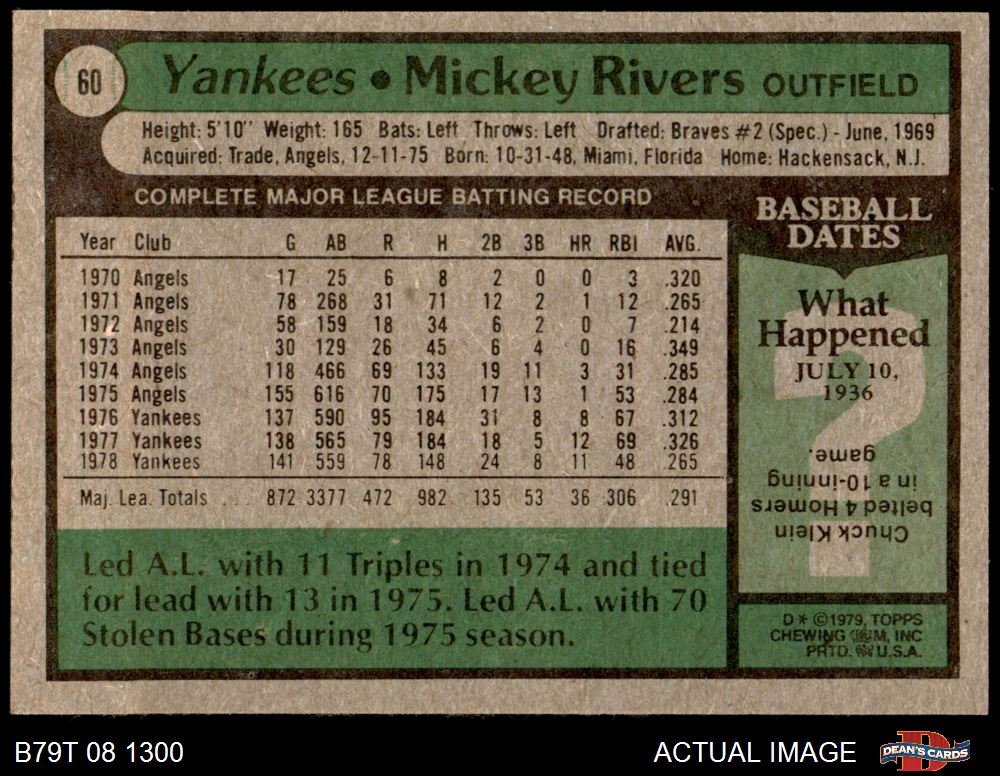 60
Yankees • Mickey Rivers OUTFIELD
Height: 5'10" Weight: 165 Bats: Left Throws: Left Drafted: Braves #2 (Spec.) - June, 1969
Acquired: Trade, Angels, 12-11-75 Born: 10-31-48, Miami, Florida Home: Hackensack, N.J.
COMPLETE MAJOR LEAGUE BATTING RECORD
Year Club G AB R H 2B 3B HR RBI AVG.
1970 Angels 17 25 6 8 2 0 0 3 .320
1971 Angels 78 268 31 71 12 2 1 12 .265
1972 Angels 58 159 18 34 6 2 0 7 .214
1973 Angels 30 129 26 45 6 4 0 16 .349
1974 Angels 118 466 69 133 19 11 3 31 .285
1975 Angels 155 616 70 175 17 13 1 53 .284
1976 Yankees 137 590 95 184 31 8 8 67 .312
1977 Yankees 138 565 79 184 18 5 12 69 .326
1978 Yankees 141 559 78 148 24 8 11 48 .265
Maj. Lea. Totals 872 3377 472 982 135 53 36 306 .291
Led A.L. with 11 Triples in 1974 and tied
for lead with 13 in 1975. Led A.L. with 70
Stolen Bases during 1975 season.
BASEBALL
DATES
What
Happened
JULY 10,
1936
Chuck Klein
belted 4 Homers
in a 10-inning
game.
D * ©1979, TOPPS
CHEWING GUM, INC
PRTD. IN U.S.A.
B79T 08 1300
ACTUAL IMAGE
DEAN'S CARDS